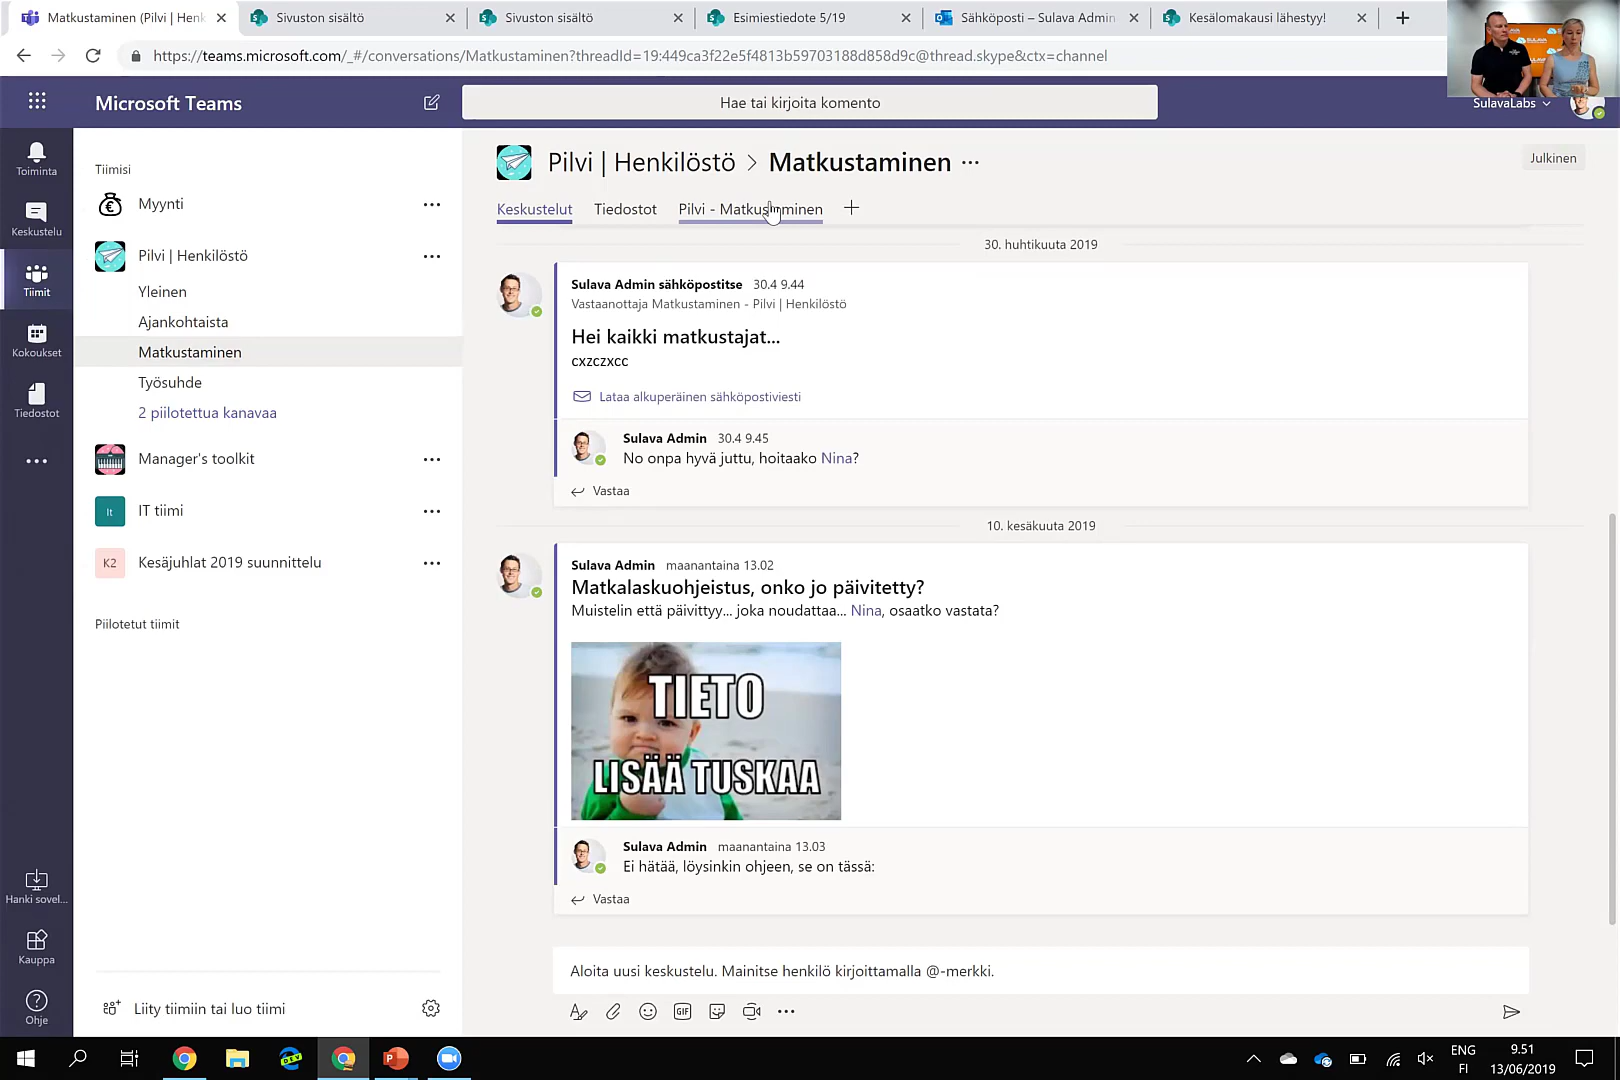 Matkustaminen (Pilvi | Henk
Sivuston sisältö
Sivuston sisältö
Esimiestiedote 5/19
Sähköposti – Sulava Admin
Kesälomakausi lähestyy!
https://teams.microsoft.com/_#/conversations/Matkustaminen?threadId=19:449ca3f22e5f4813b59703188d858d9c@thread.skype&ctx=channel
SULAVA
Microsoft Teams
Hae tai kirjoita komento
SulavaLabs
Toiminta
Keskustelu
Tiimit
Kokoukset
Tiedostot
Hanki sovel...
Kauppa
Ohje
Tiimisi
Myynti
Pilvi | Henkilöstö
Yleinen
Ajankohtaista
Matkustaminen
Työsuhde
2 piilotettua kanavaa
Manager's toolkit
It
IT tiimi
K2
Kesäjuhlat 2019 suunnittelu
Piilotetut tiimit
Liity tiimiin tai luo tiimi
Pilvi | Henkilöstö > Matkustaminen ...
Julkinen
Keskustelut
Tiedostot
Pilvi - Matkustaminen
30. huhtikuuta 2019
Sulava Admin sähköpostitse 30.4 9.44
Vastaanottaja Matkustaminen - Pilvi | Henkilöstö
Hei kaikki matkustajat...
cxzczxcc
Lataa alkuperäinen sähköpostiviesti
Sulava Admin 30.4 9.45
No onpa hyvä juttu, hoitaako Nina?
Vastaa
10. kesäkuuta 2019
Sulava Admin maanantaina 13.02
Matkalaskuohjeistus, onko jo päivitetty?
Muistelin että päivittyy... joka noudattaa... Nina, osaatko vastata?
TIETO
LISÄÄ TUSKAA
Sulava Admin maanantaina 13.03
Ei hätää, löysinkin ohjeen, se on tässä:
Vastaa
Aloita uusi keskustelu. Mainitse henkilö kirjoittamalla @-merkki.
GIF
DEV
ENG
FI
9.51
13/06/2019